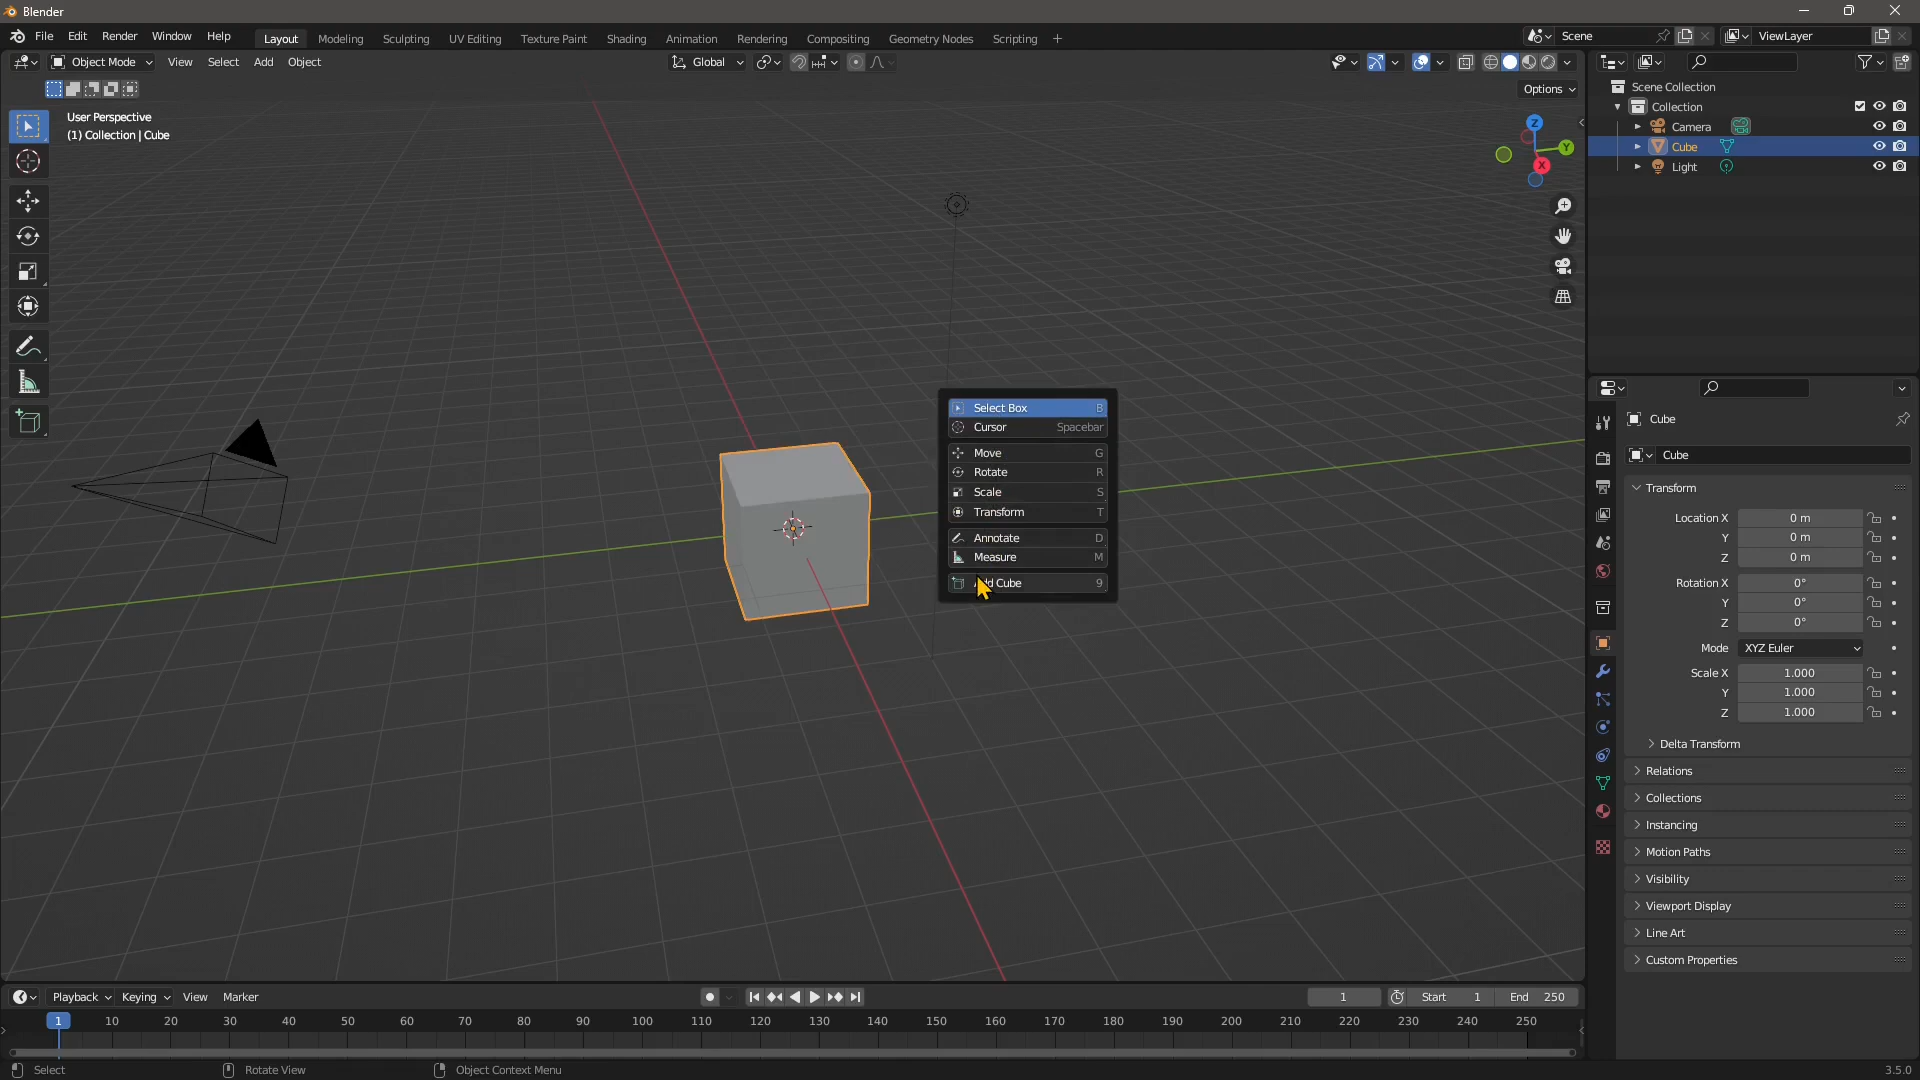 Blender
File Edit Render Window Help Layout Modeling Sculpting UV Editing Texture Paint Shading Animation Rendering Compositing Geometry Nodes Scripting + Scene ViewLayer
Object Mode View Select Add Object Global
Options
User Perspective
(1) Collection | Cube
Z
Y
X
Select Box B
Cursor Spacebar
Move G
Rotate R
Scale S
Transform T
Annotate D
Measure M
Cube 9
Scene Collection
Collection
Camera
Cube
Light
Cube
Cube
Transform
Location X 0 m
Y 0 m
Z 0 m
Rotation X 0°
Y 0°
Z 0°
Mode XYZ Euler
Scale X 1.000
Y 1.000
Z 1.000
Delta Transform
Relations
Collections
Instancing
Motion Paths
Visibility
Viewport Display
Line Art
Custom Properties
Playback Keying View Marker 1 Start 1 End 250
1 10 20 30 40 50 60 70 80 90 100 110 120 130 140 150 160 170 180 190 200 210 220 230 240 250
Select Rotate View Object Context Menu 3.5.0